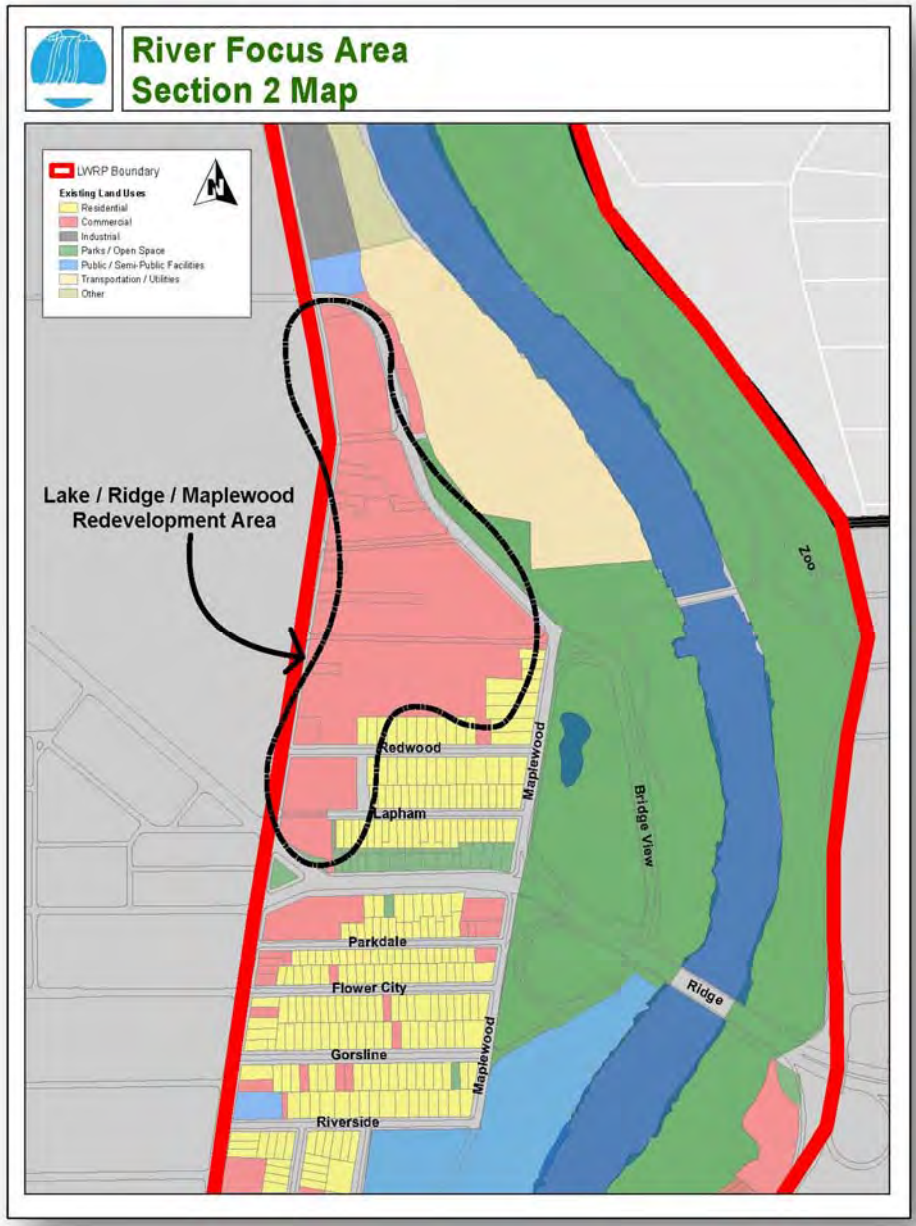 River Focus Area
Section 2 Map
LWRP Boundary
N
Existing Land Uses
Residential
Commercial
Industrial
Parks / Open Space
Public / Semi-Public Facilities
Transportation / Utilities
Other
Lake / Ridge / Maplewood
Redevelopment Area
Zoo
Redwood
Maplewood
Lapham
Bridge View
Parkdale
Flower City
Ridge
Gorsline
Maplewood
Riverside